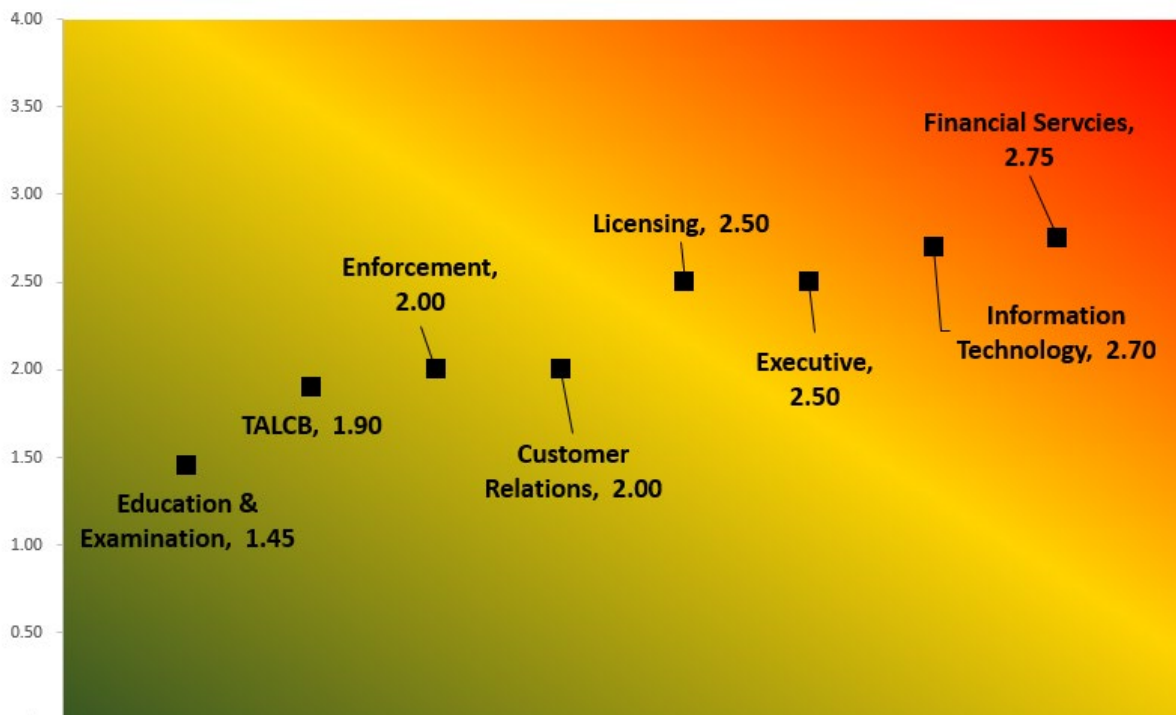 4.00
3.50
3.00
2.50
2.00
1.50
1.00
0.50
Financial Servcies,
2.75
Licensing, 2.50
Enforcement,
2.00
Information
Technology, 2.70
Executive,
2.50
TALCB, 1.90
Customer
Relations, 2.00
Education &
Examination, 1.45